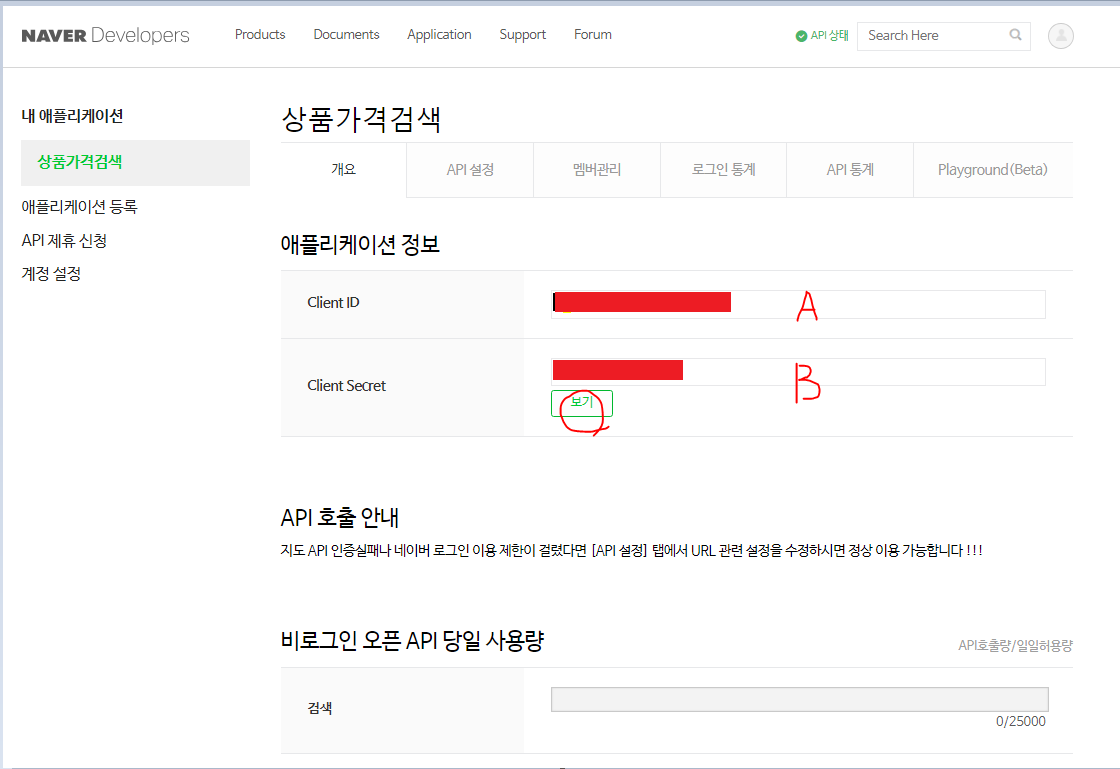 NAVER Developers Products Documents Application Support Forum API 상태 Search Here
내 애플리케이션
상품가격검색
애플리케이션 등록
API 제휴 신청
계정 설정
상품가격검색
개요 API 설정 멤버관리 로그인 통계 API 통계 Playground(Beta)
애플리케이션 정보
Client ID A
Client Secret B
보기
API 호출 안내
지도 API 인증실패나 네이버 로그인 이용 제한이 걸렸다면 [API 설정] 탭에서 URL 관련 설정을 수정하시면 정상 이용 가능합니다 !!!
비로그인 오픈 API 당일 사용량 API호출량/일일허용량
검색
0/25000